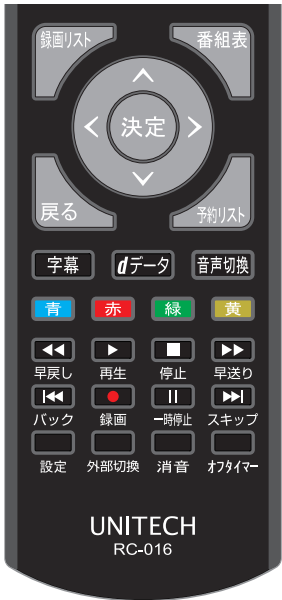 録画リスト 番組表
決定
戻る 予約リスト
字幕 dデータ 音声切換
青 赤 緑 黄
早戻し 再生 停止 早送り
バック 録画 一時停止 スキップ
設定 外部切換 消音 オフタイマー
UNITECH
RC-016